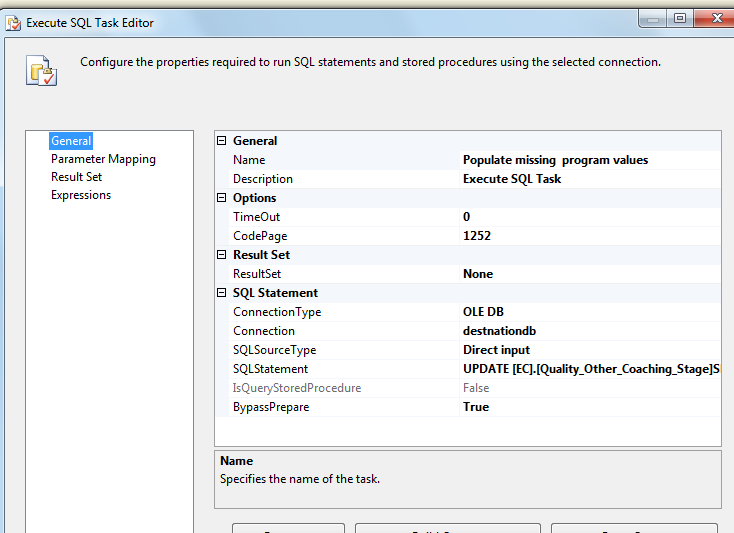 Execute SQL Task Editor
Configure the properties required to run SQL statements and stored procedures using the selected connection.
General
Parameter Mapping
Result Set
Expressions
General
Name Populate missing  program values
Description Execute SQL Task
Options
TimeOut 0
CodePage 1252
Result Set
ResultSet None
SQL Statement
ConnectionType OLE DB
Connection destnationdb
SQLSourceType Direct input
SQLStatement UPDATE [EC].[Quality_Other_Coaching_Stage]
IsQueryStoredProcedure False
BypassPrepare True
Name
Specifies the name of the task.